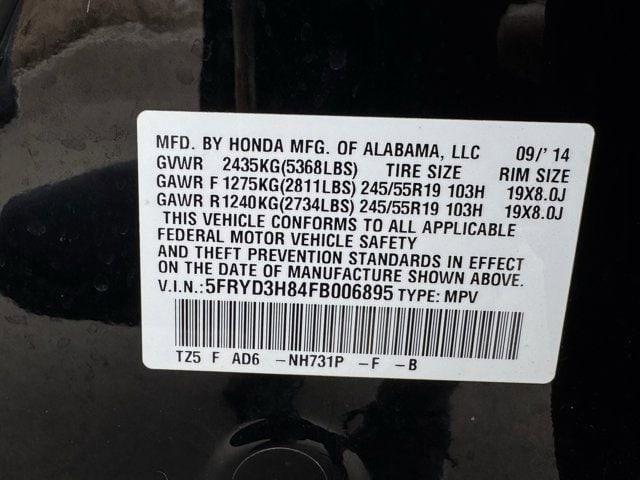 MFD. BY HONDA MFG. OF ALABAMA, LLC 09/'14
GVWR 2435KG(5368LBS) TIRE SIZE RIM SIZE
GAWR F 1275KG(2811LBS) 245/55R19 103H 19X8.0J
GAWR R 1240KG(2734LBS) 245/55R19 103H 19X8.0J
THIS VEHICLE CONFORMS TO ALL APPLICABLE
FEDERAL MOTOR VEHICLE SAFETY
AND THEFT PREVENTION STANDARDS IN EFFECT
ON THE DATE OF MANUFACTURE SHOWN ABOVE.
V.I.N.:5FRYD3H84FB006895 TYPE: MPV
TZ5 F AD6 -NH731P -F -B